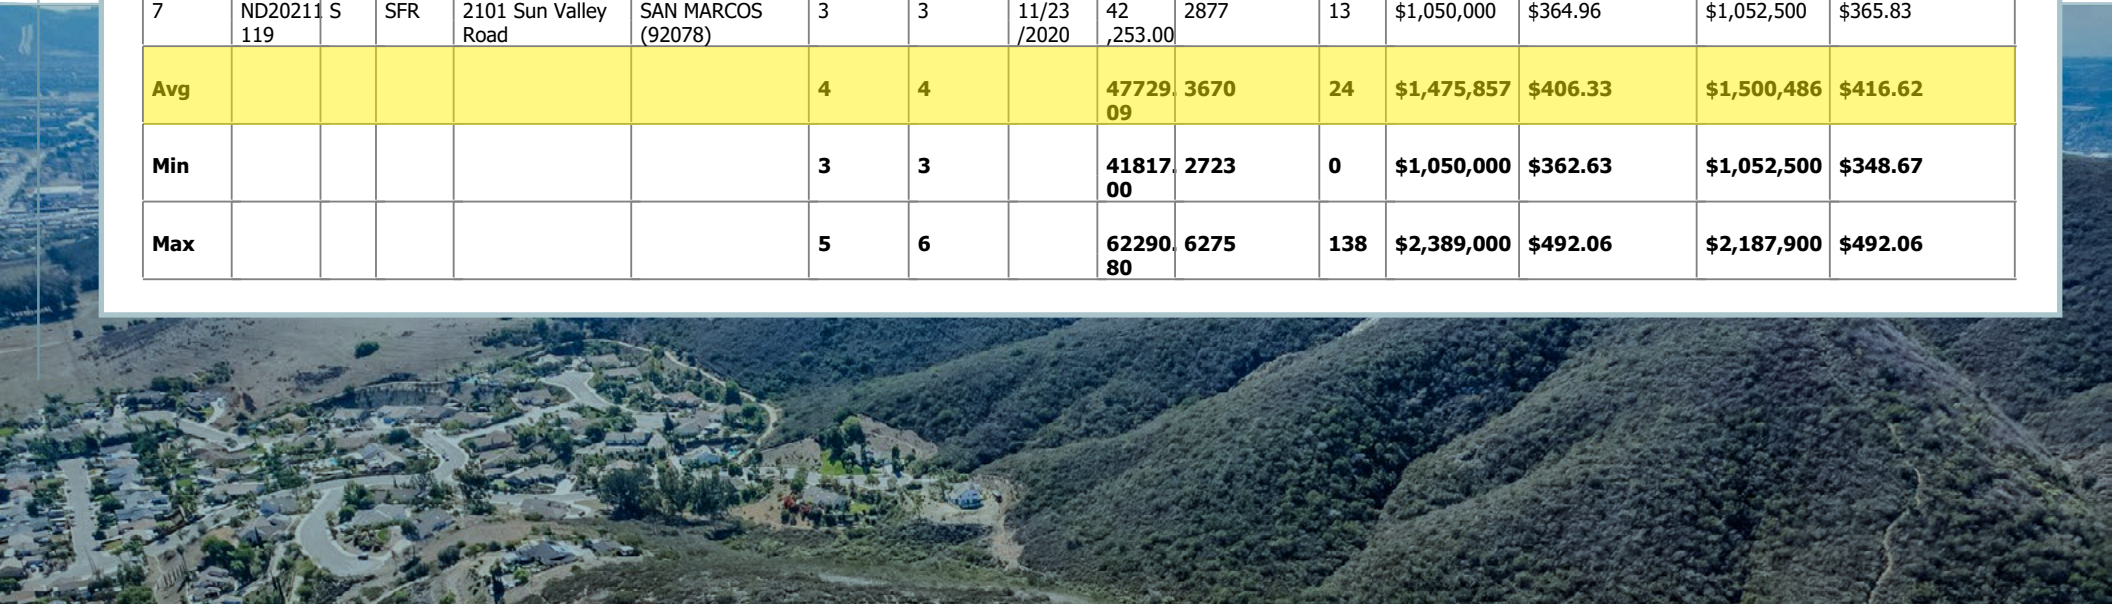 7 ND20211 S SFR 2101 Sun Valley SAN MARCOS 3 3 11/23 42 2877 13 $1,050,000 $364.96 $1,052,500 $365.83
119 Road (92078) /2020 ,253.00
Avg 4 4 47729. 3670 24 $1,475,857 $406.33 $1,500,486 $416.62
09
Min 3 3 41817. 2723 0 $1,050,000 $362.63 $1,052,500 $348.67
00
Max 5 6 62290. 6275 138 $2,389,000 $492.06 $2,187,900 $492.06
80